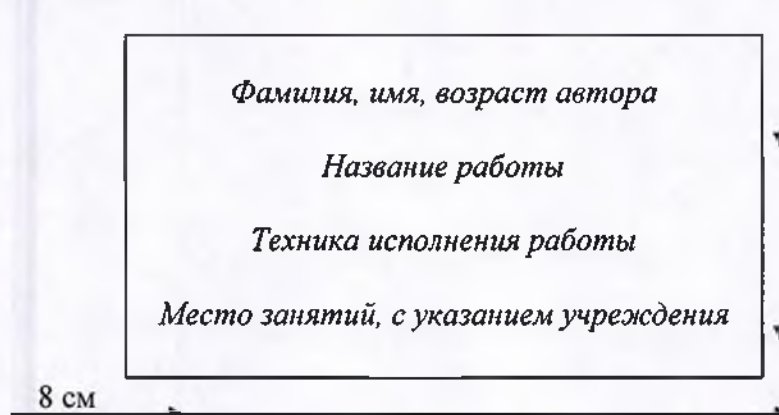 Фамилия, имя, возраст автора
Название работы
Техника исполнения работы
Место занятий, с указанием учреждения
8 см